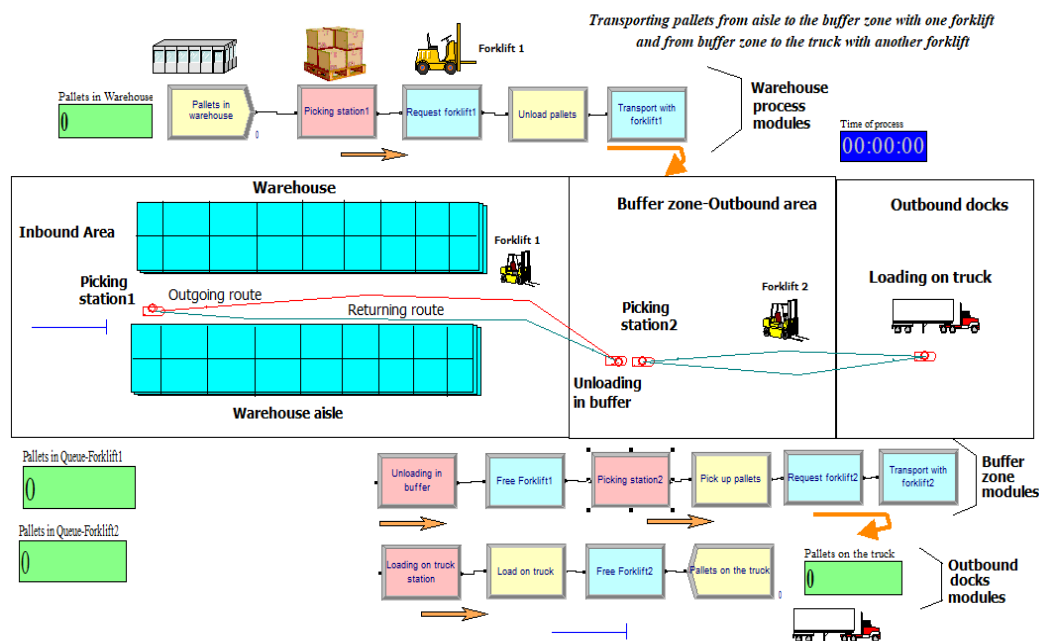 Transporting pallets from aisle to the buffer zone with one forklift
and from buffer zone to the truck with another forklift
Forklift 1
Pallets in Warehouse
0
Pallets in
warehouse
0
Picking station1
Request forklift1
Unload pallets
Transport with
forklift1
Warehouse
process
modules
Time of process
00:00:00
Warehouse
Buffer zone-Outbound area
Outbound docks
Inbound Area
Forklift 1
Picking
station1
Outgoing route
Returning route
Picking
station2
Forklift 2
Loading on truck
Unloading
in buffer
Warehouse aisle
Pallets in Queue-Forklift1
0
Unloading in
buffer
Free Forklift1
Picking station2
Pick up pallets
Request forklift2
Transport with
forklift2
Buffer
zone
modules
Pallets in Queue-Forklift2
0
Loading on truck
station
Load on truck
Free Forklift2
Pallets on the truck
0
Pallets on the truck
0
Outbound
docks
modules